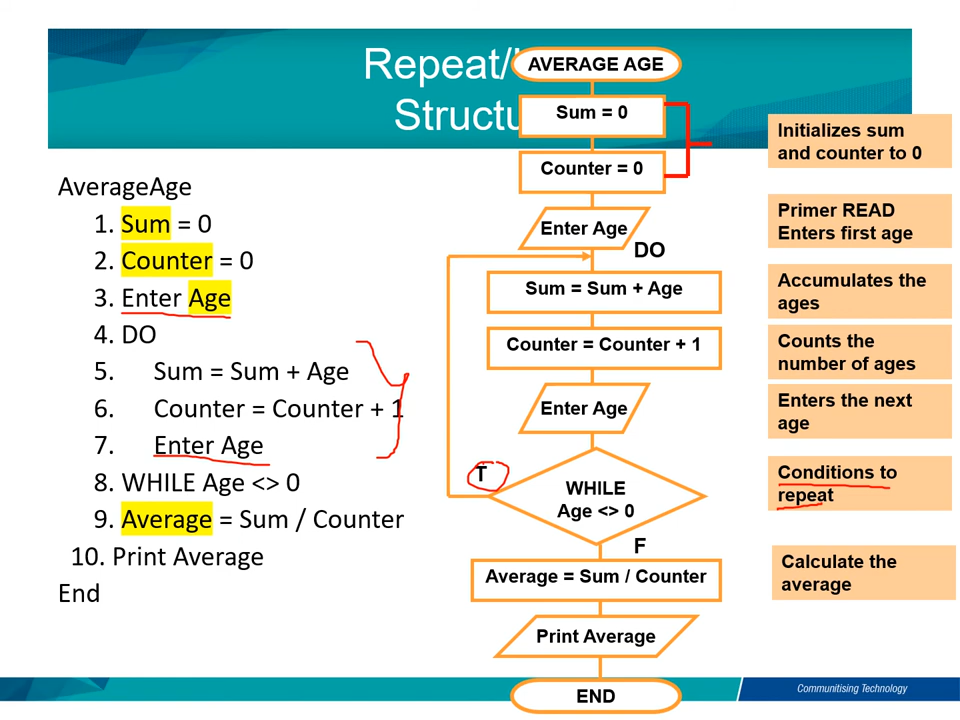 Repeat/
Structu
AverageAge
1. Sum = 0
2. Counter = 0
3. Enter Age
4. DO
5. Sum = Sum + Age
6. Counter = Counter + 1
7. Enter Age
8. WHILE Age <> 0
9. Average = Sum / Counter
10. Print Average
End
AVERAGE AGE
Sum = 0
Counter = 0
Enter Age
DO
Sum = Sum + Age
Counter = Counter + 1
Enter Age
T
WHILE
Age <> 0
F
Average = Sum / Counter
Print Average
END
Initializes sum
and counter to 0
Primer READ
Enters first age
Accumulates the
ages
Counts the
number of ages
Enters the next
age
Conditions to
repeat
Calculate the
average
Communitising Technology